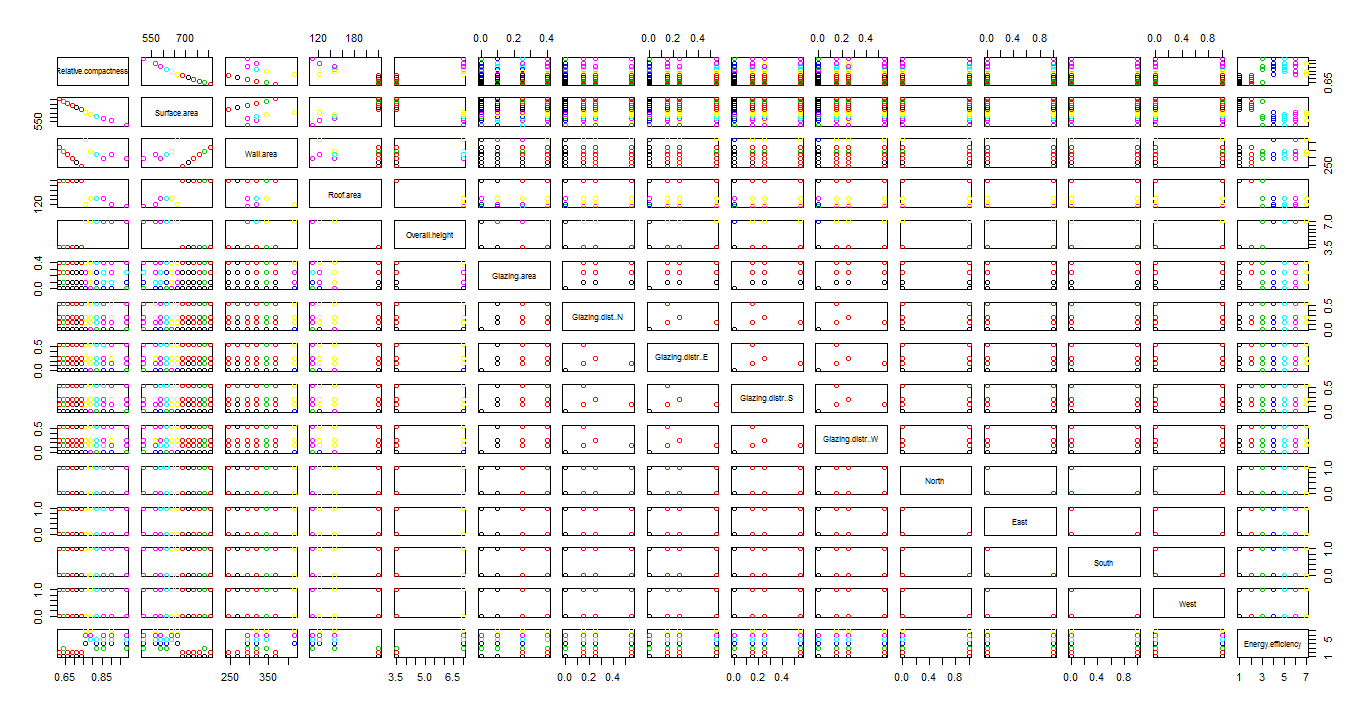 550 700 120 180 0.0 0.2 0.4 0.0 0.2 0.4 0.0 0.2 0.4 0.0 0.4 0.8 0.0 0.4 0.8
Relative.compactness 0.65
550 Surface.area
Wall.area 250
120 Roof.area
Overall.height 3.5 7.0
0.0 0.4 Glazing.area
Glazing.dist..N 0.0 0.5
0.0 0.5 Glazing.distr..E
Glazing.distr..S 0.0 0.5
0.0 0.5 Glazing.distr..W
North 0.0 1.0
0.0 1.0 East
South 0.0 1.0
0.0 1.0 West
Energy.efficiency 1 5
0.65 0.85 250 350 3.5 5.0 6.5 0.0 0.2 0.4 0.0 0.2 0.4 0.0 0.4 0.8 0.0 0.4 0.8 1 3 5 7